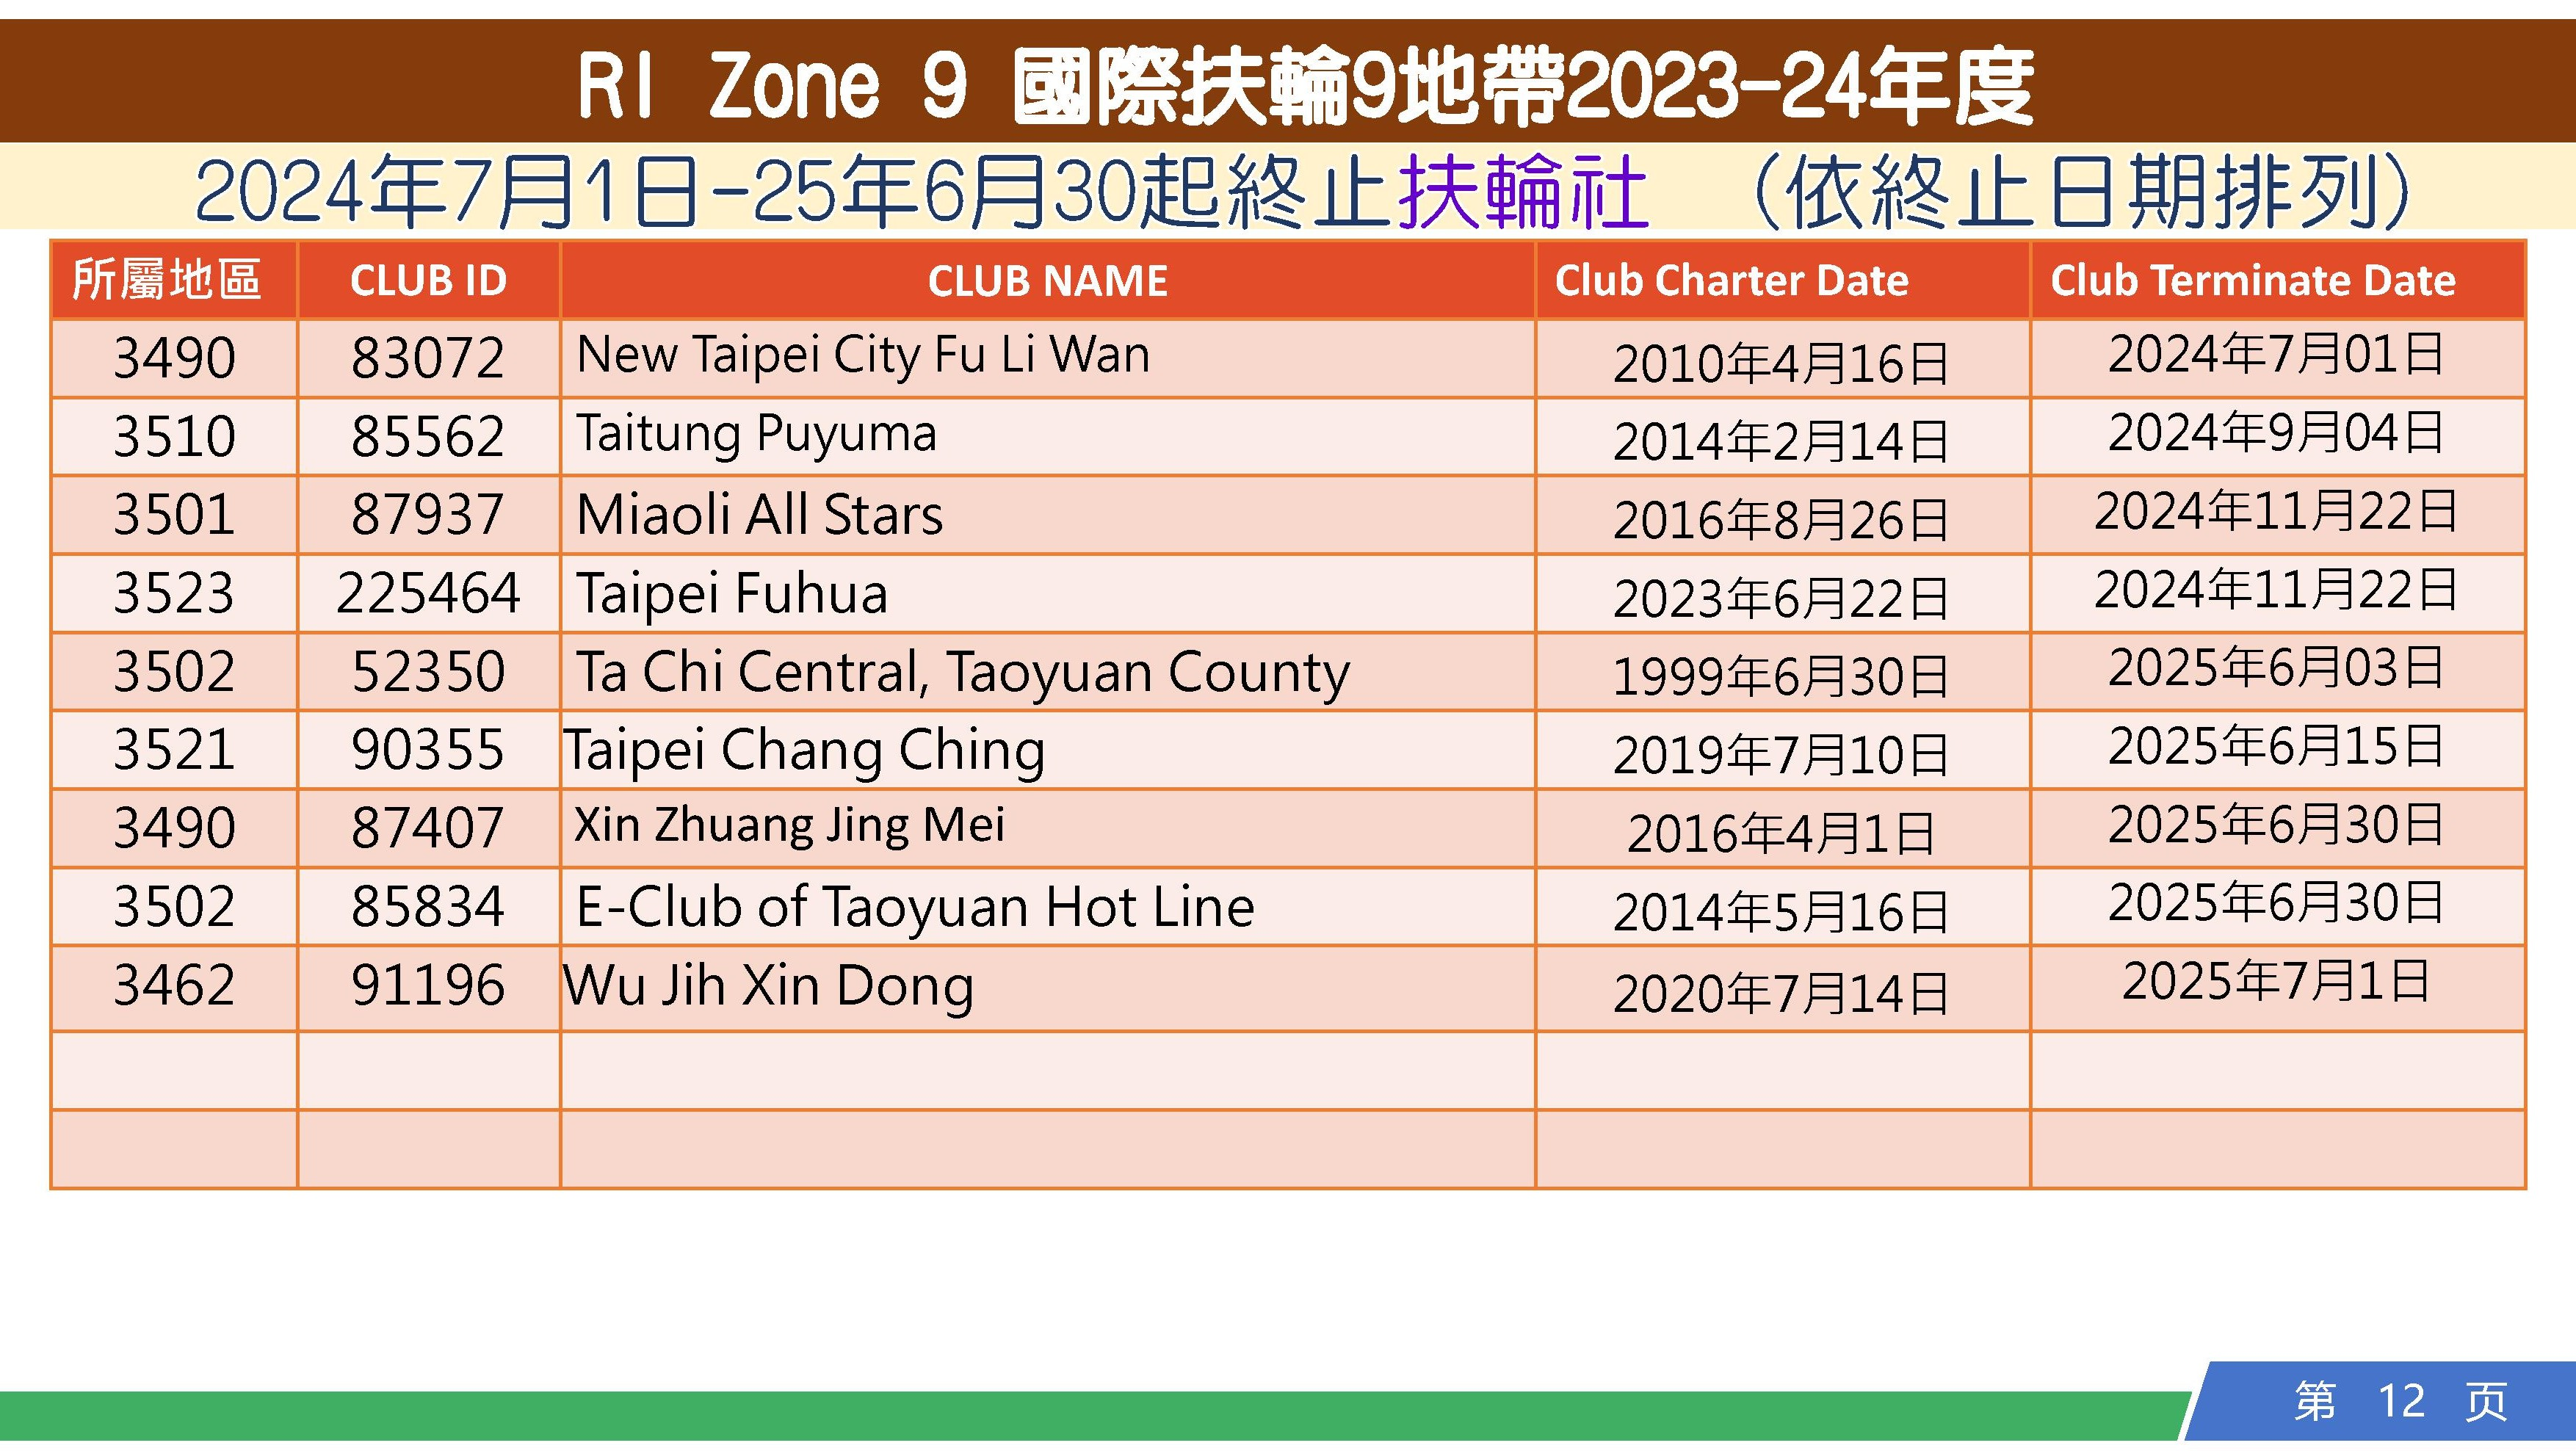 RI Zone 9 國際扶輪9地帶2023-24年度
2024年7月1日-25年6月30起終止扶輪社 (依終止日期排列)
所屬地區 CLUB ID CLUB NAME Club Charter Date Club Terminate Date
3490 83072 New Taipei City Fu Li Wan 2010年4月16日 2024年7月01日
3510 85562 Taitung Puyuma 2014年2月14日 2024年9月04日
3501 87937 Miaoli All Stars 2016年8月26日 2024年11月22日
3523 225464 Taipei Fuhua 2023年6月22日 2024年11月22日
3502 52350 Ta Chi Central, Taoyuan County 1999年6月30日 2025年6月03日
3521 90355 Taipei Chang Ching 2019年7月10日 2025年6月15日
3490 87407 Xin Zhuang Jing Mei 2016年4月1日 2025年6月30日
3502 85834 E-Club of Taoyuan Hot Line 2014年5月16日 2025年6月30日
3462 91196 Wu Jih Xin Dong 2020年7月14日 2025年7月1日
第 12 页